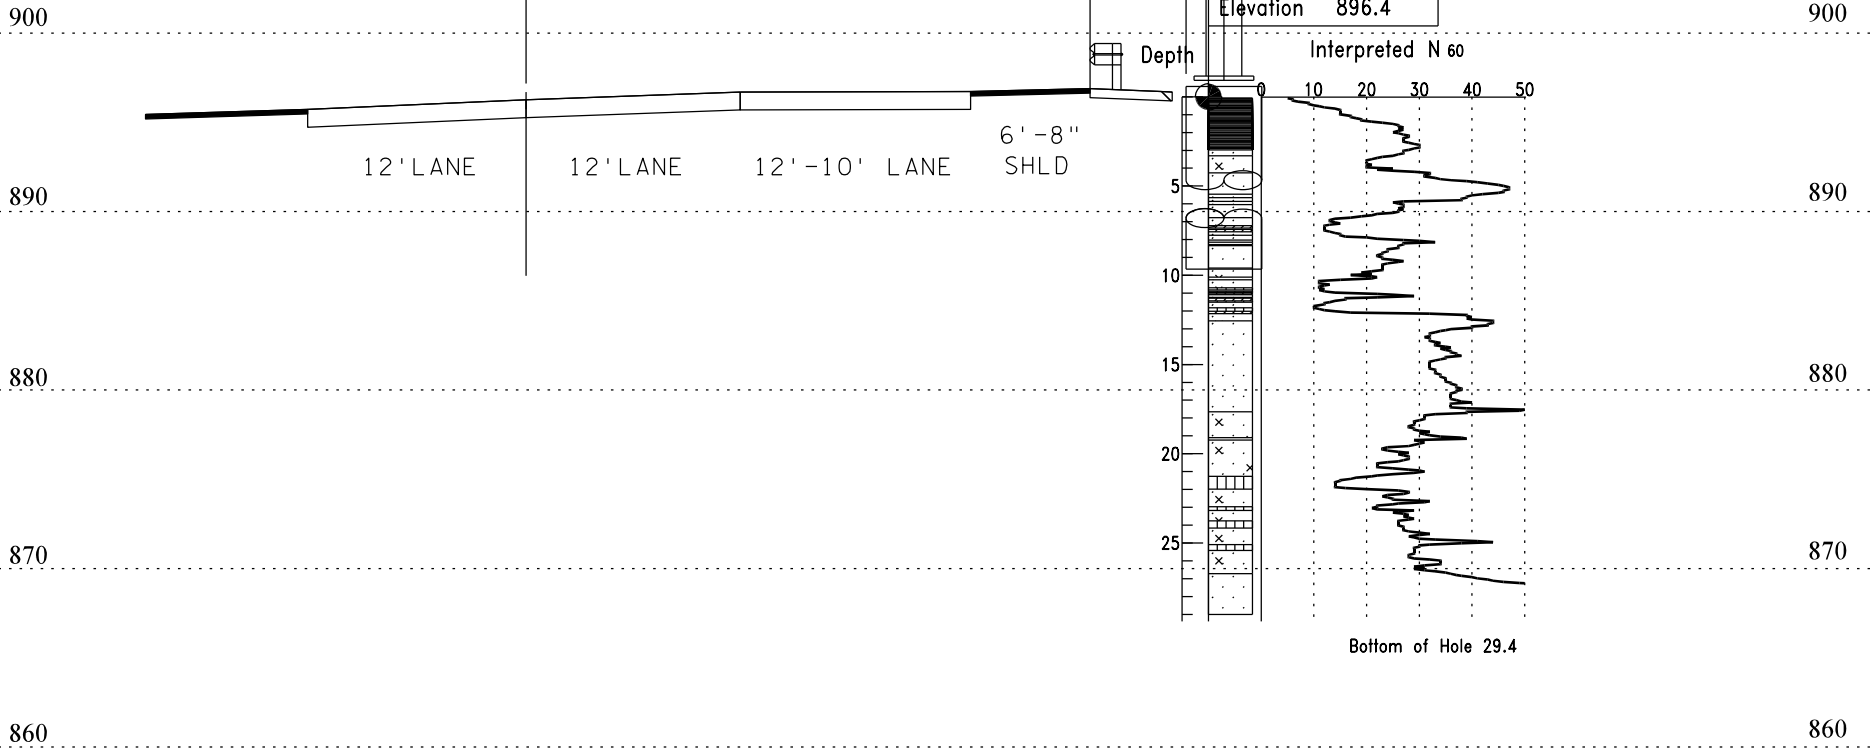 900
Elevation 896.4
900
Depth
Interpreted N 60
0 10 20 30 40 50
6'-8"
SHLD
12'LANE
12'LANE
12'-10' LANE
5
890
890
10
15
880
880
20
25
870
870
Bottom of Hole 29.4
860
860